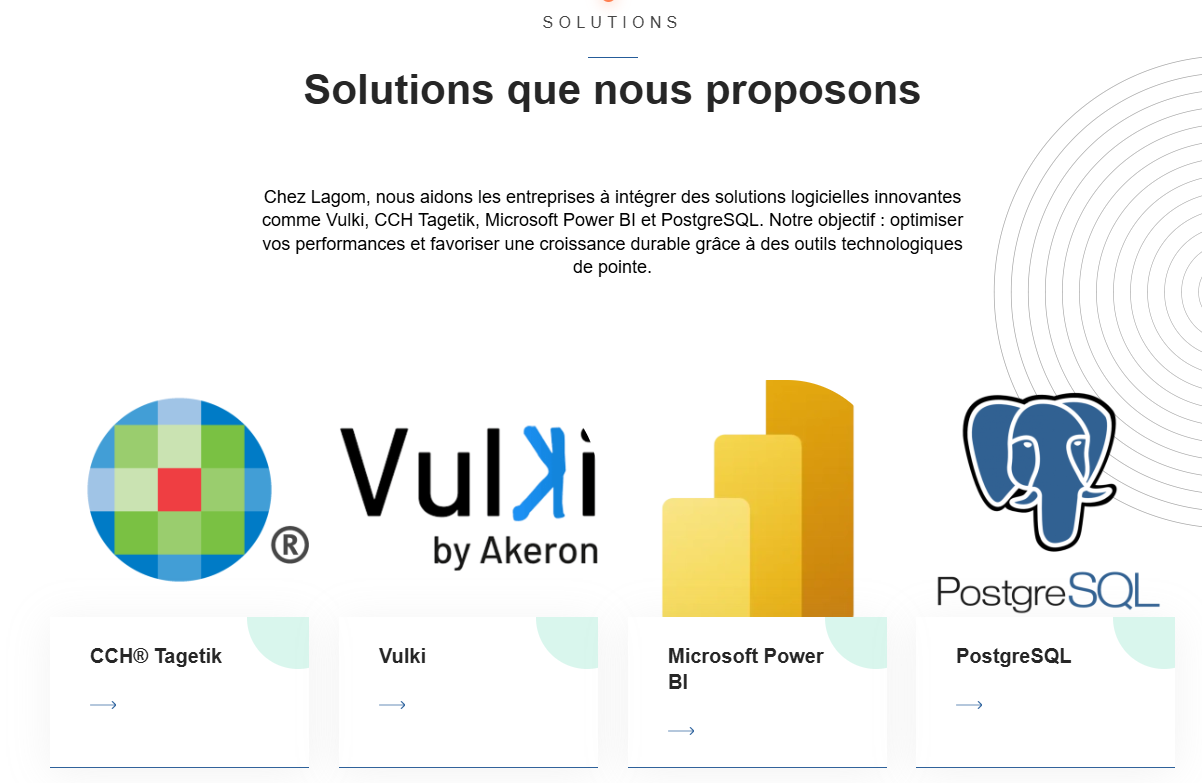 SOLUTIONS
Solutions que nous proposons
Chez Lagom, nous aidons les entreprises à intégrer des solutions logicielles innovantes
comme Vulki, CCH Tagetik, Microsoft Power BI et PostgreSQL. Notre objectif : optimiser
vos performances et favoriser une croissance durable grâce à des outils technologiques
de pointe.
®
Vulki
by Akeron
PostgreSQL
CCH® Tagetik
Vulki
Microsoft Power
BI
PostgreSQL